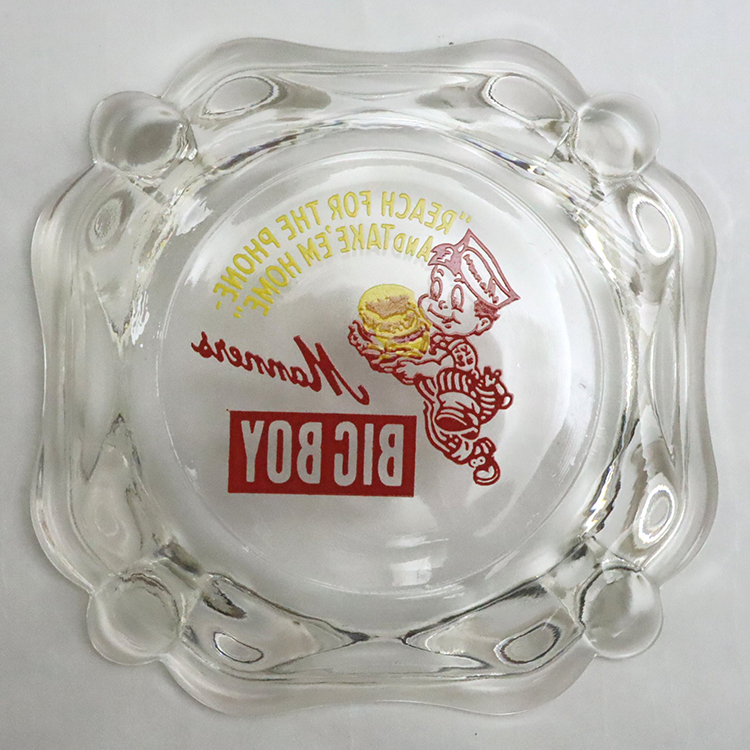 "REACH FOR THE PHONE-
AND TAKE 'EM HOME"
Manners
BIG BOY